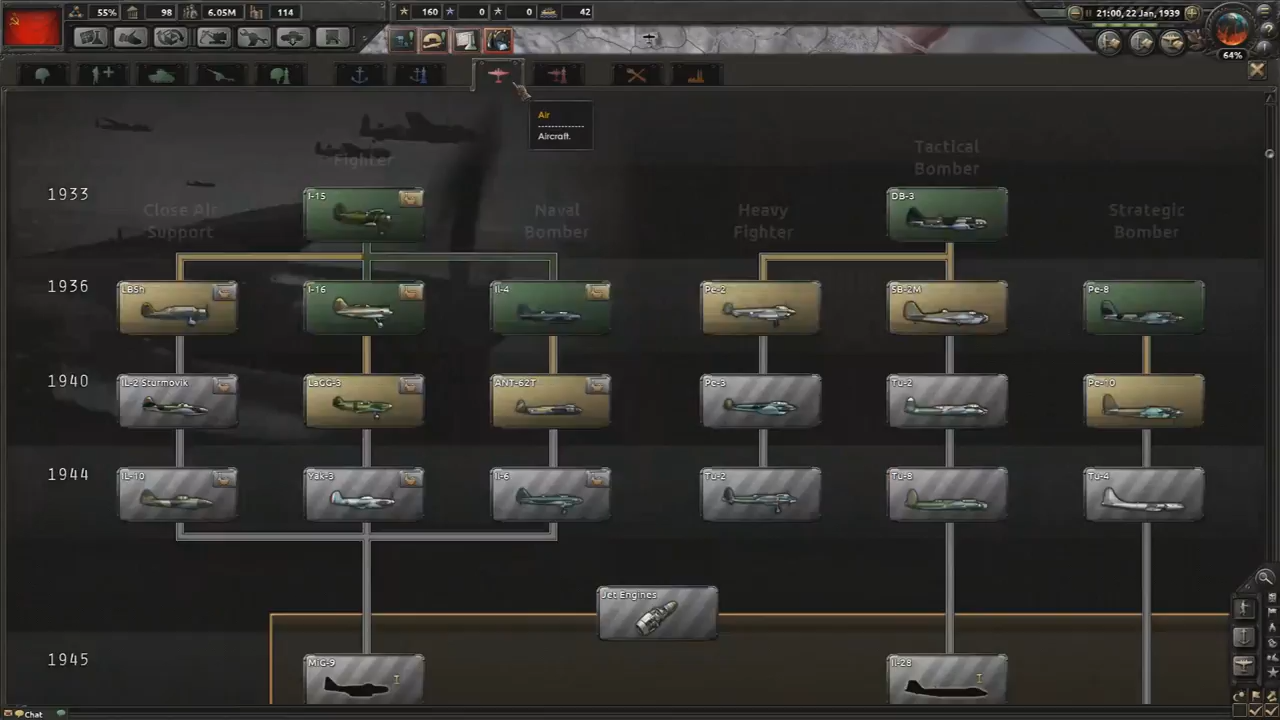 55% 98 6.05M 114 160 0 0 42 21:00, 22 Jan, 1939
64%
Air
------------
Aircraft.
Fighter
Tactical
Bomber
1933
I-15
DB-3
Close Air
Support
Naval
Bomber
Heavy
Fighter
Strategic
Bomber
1936
I-16
Il-4
Pe-2
SB-2M
Pe-8
1940
IL-2 Sturmovik
LaGG-3
ANT-62T
Pe-3
Tu-2
Pe-10
1944
IL-10
Yak-3
Il-6
Tu-2
Tu-8
Tu-4
Jet Engines
1945
MiG-9
I
Il-28
I
Chat